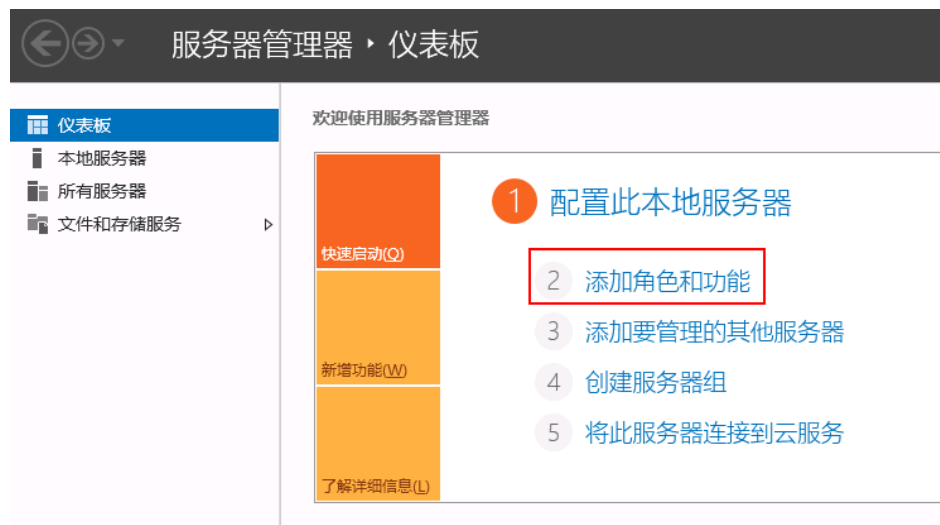 服务器管理器 ‣ 仪表板
仪表板
本地服务器
所有服务器
文件和存储服务
欢迎使用服务器管理器
快速启动(Q)
新增功能(W)
了解详细信息(L)
1 配置此本地服务器
2 添加角色和功能
3 添加要管理的其他服务器
4 创建服务器组
5 将此服务器连接到云服务